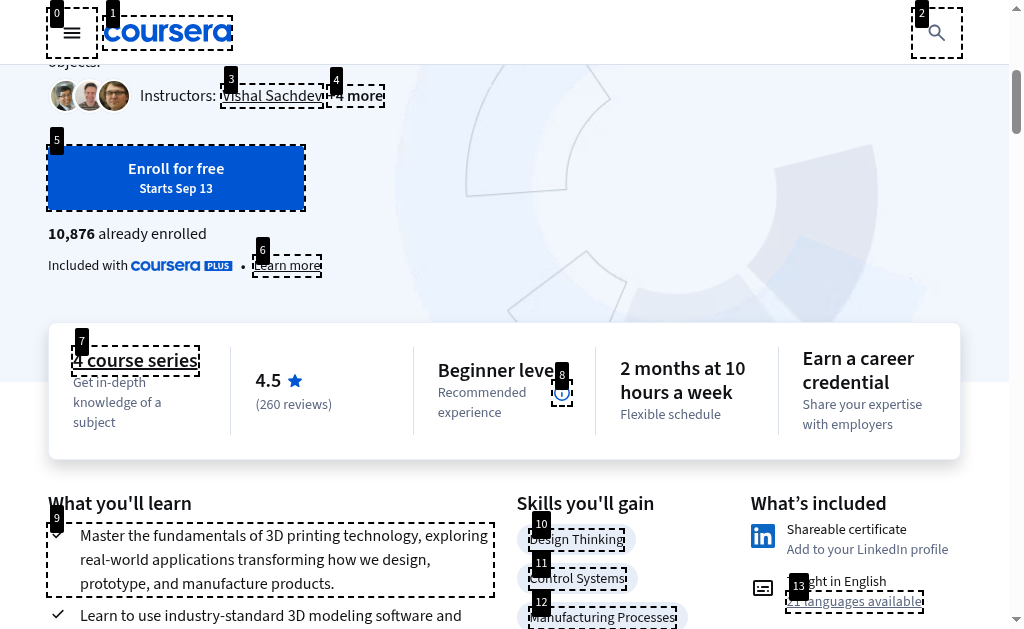 0
1
coursera
2
Instructors: Vishal Sachdev +4 more
3
4
5
Enroll for free
Starts Sep 13
10,876 already enrolled
6
Included with coursera PLUS • Learn more
7
4 course series
Get in-depth
knowledge of a
subject
4.5
(260 reviews)
8
Beginner level
Recommended
experience
2 months at 10
hours a week
Flexible schedule
Earn a career
credential
Share your expertise
with employers
What you'll learn
9
Master the fundamentals of 3D printing technology, exploring
real-world applications transforming how we design,
prototype, and manufacture products.
Learn to use industry-standard 3D modeling software and
Skills you'll gain
10
Design Thinking
11
Control Systems
12
Manufacturing Processes
What's included
Shareable certificate
Add to your LinkedIn profile
Taught in English
13
21 languages available